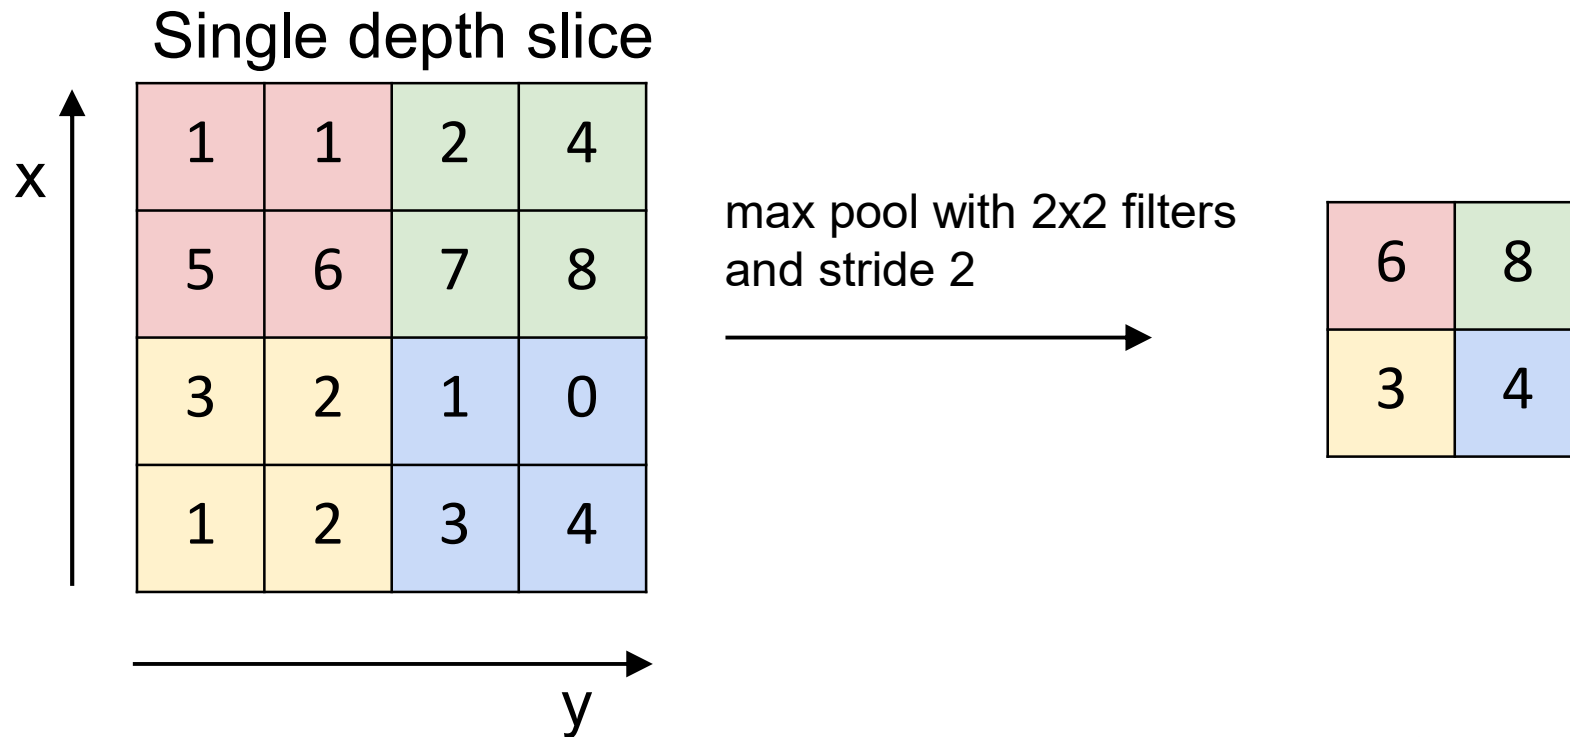 Single depth slice
x
1 1 2 4
5 6 7 8
3 2 1 0
1 2 3 4
y
max pool with 2x2 filters
and stride 2
6 8
3 4